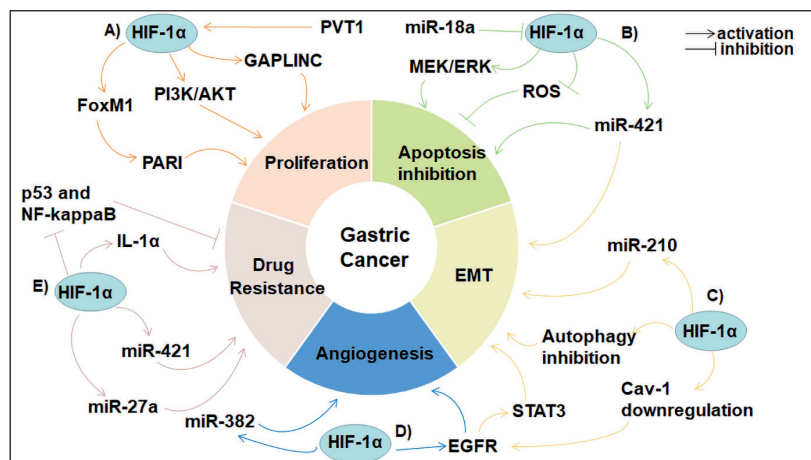 A)
HIF-1α
PVT1
GAPLINC
PI3K/AKT
FoxM1
PARI
miR-18a
HIF-1α
B)
MEK/ERK
ROS
miR-421
activation
inhibition
Proliferation
Apoptosis
inhibition
Gastric
Cancer
Drug
Resistance
EMT
Angiogenesis
p53 and
NF-kappaB
IL-1α
E)
HIF-1α
miR-421
miR-27a
miR-382
HIF-1α
D)
EGFR
STAT3
miR-210
C)
HIF-1α
Autophagy
inhibition
Cav-1
downregulation